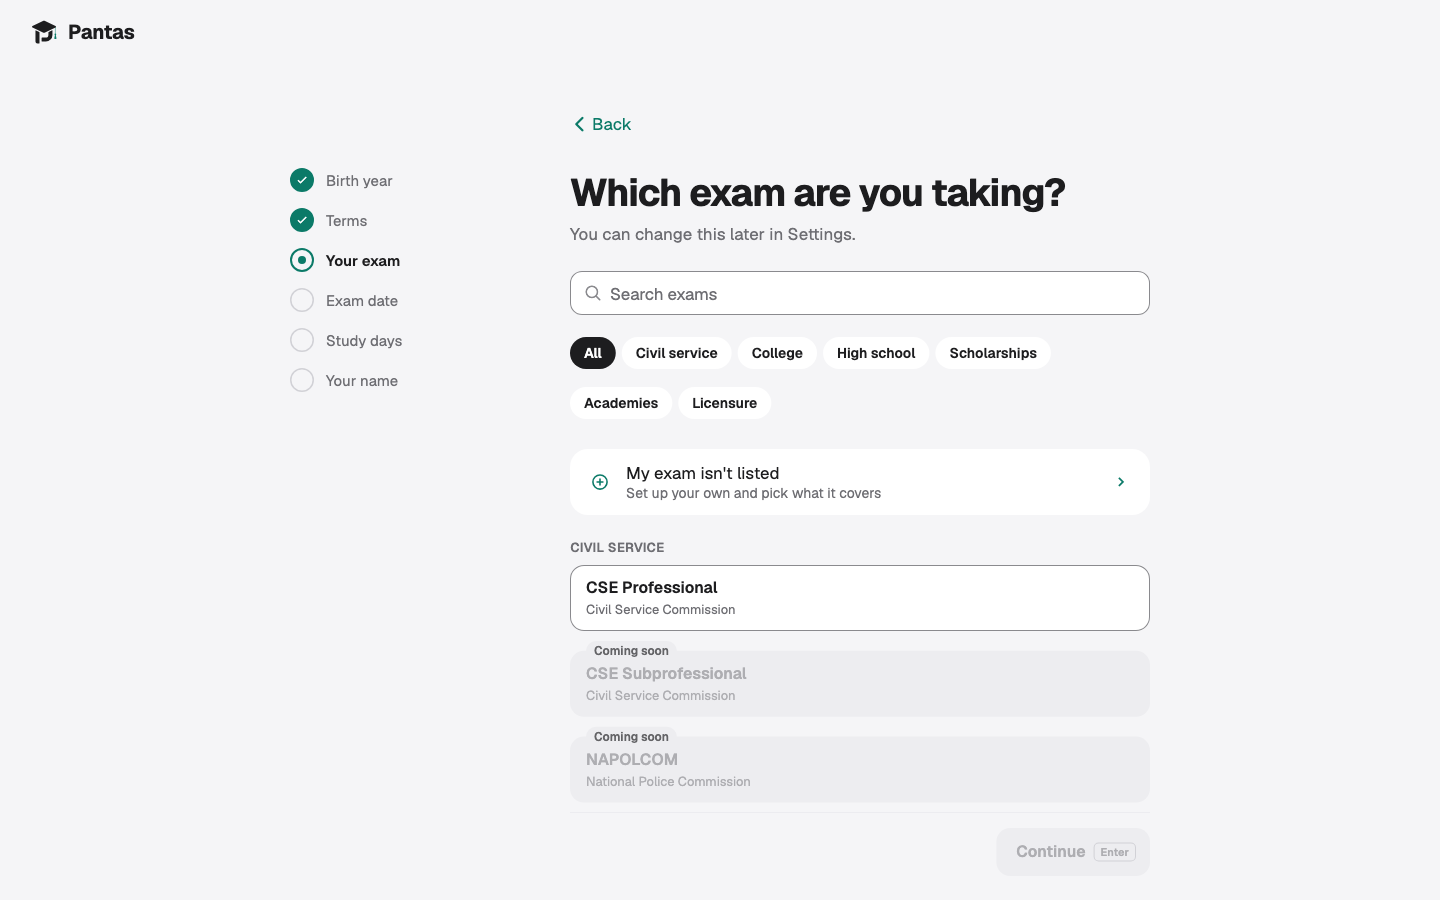 Pantas
Back
Birth year
Terms
Your exam
Exam date
Study days
Your name
Which exam are you taking?
You can change this later in Settings.
Search exams
All
Civil service
College
High school
Scholarships
Academies
Licensure
My exam isn't listed
Set up your own and pick what it covers
CIVIL SERVICE
CSE Professional
Civil Service Commission
Coming soon
CSE Subprofessional
Civil Service Commission
Coming soon
NAPOLCOM
National Police Commission
Continue Enter